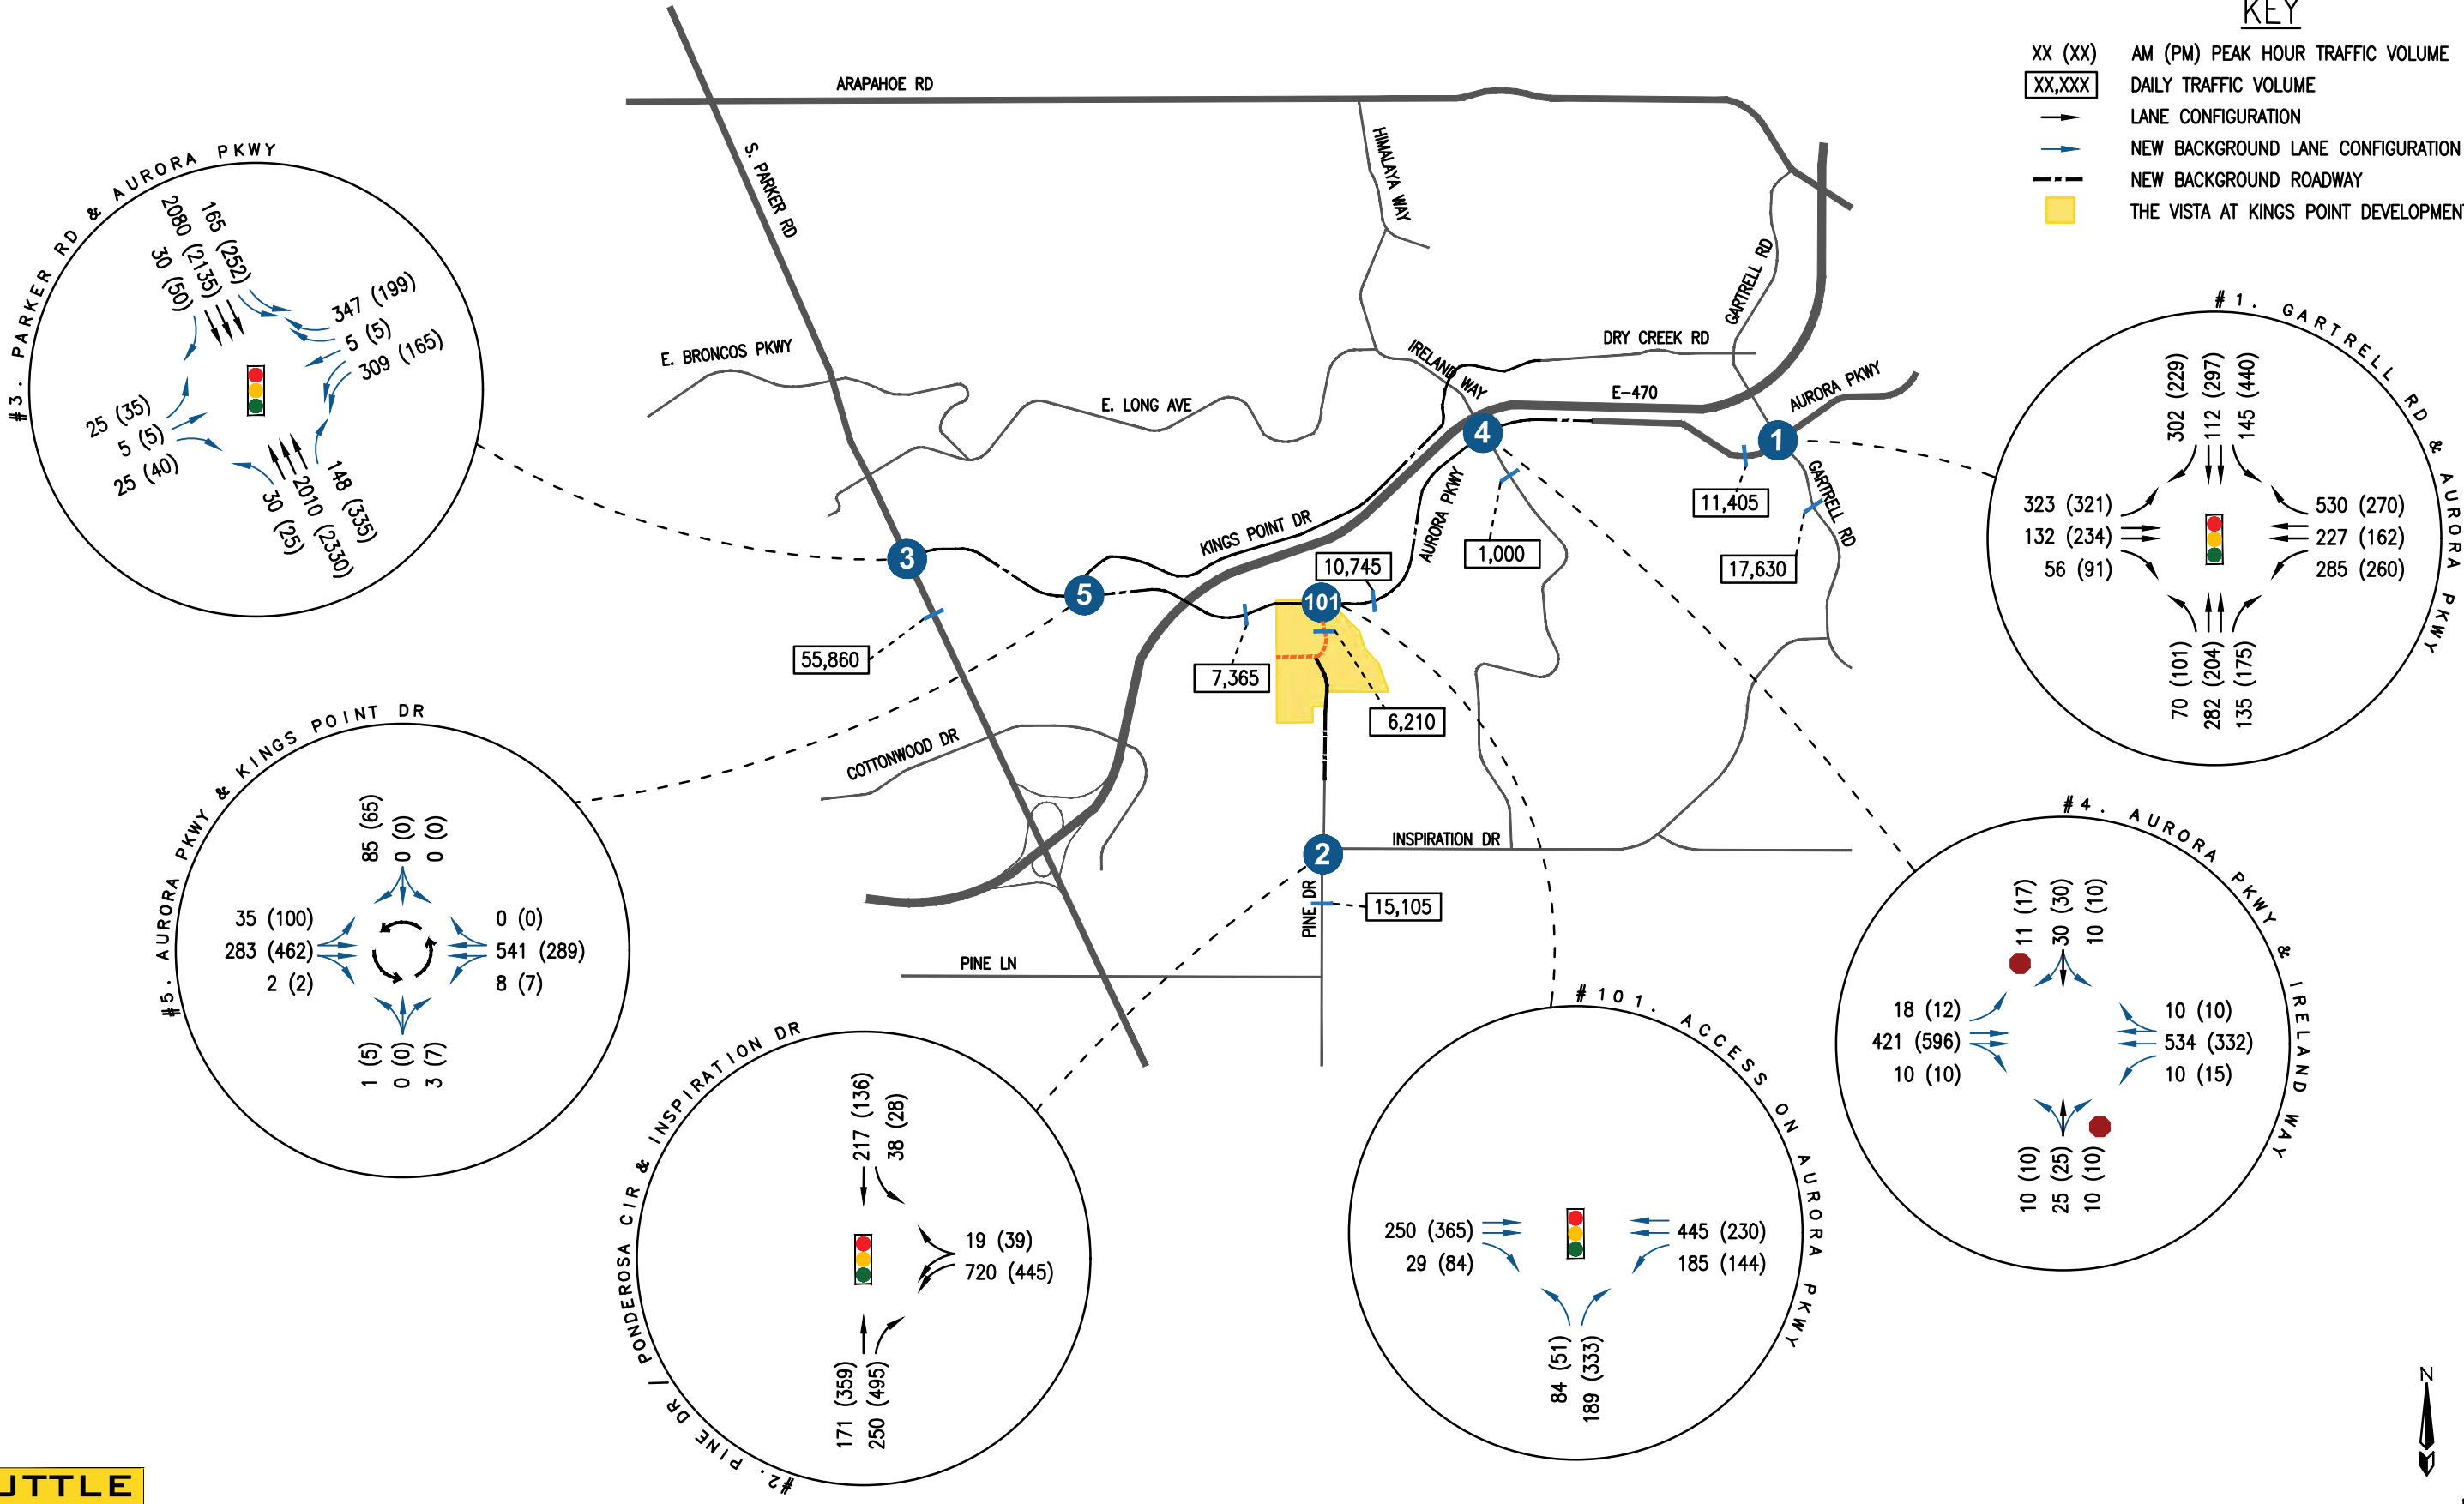 KEY
XX (XX) AM (PM) PEAK HOUR TRAFFIC VOLUME
XX,XXX DAILY TRAFFIC VOLUME
LANE CONFIGURATION
NEW BACKGROUND LANE CONFIGURATION
NEW BACKGROUND ROADWAY
THE VISTA AT KINGS POINT DEVELOPMENT
ARAPAHOE RD
S. PARKER RD
HIMALAYA WAY
GARTRELL RD
E. BRONCOS PKWY
IRELAND WAY
DRY CREEK RD
E. LONG AVE
E-470
AURORA PKWY
GARTRELL RD
KINGS POINT DR
AURORA PKWY
COTTONWOOD DR
INSPIRATION DR
PINE DR
PINE LN
1
2
3
4
5
101
11,405
1,000
17,630
10,745
7,365
6,210
55,860
15,105
#3. PARKER RD & AURORA PKWY
30 (50)
2080 (2135)
165 (252)
347 (199)
5 (5)
309 (165)
25 (35)
5 (5)
25 (40)
30 (25)
2010 (2330)
148 (335)
#1. GARTRELL RD & AURORA PKWY
302 (229)
112 (297)
145 (440)
323 (321)
132 (234)
56 (91)
530 (270)
227 (162)
285 (260)
70 (101)
282 (204)
135 (175)
#5. AURORA PKWY & KINGS POINT DR
85 (65)
0 (0)
0 (0)
35 (100)
283 (462)
2 (2)
0 (0)
541 (289)
8 (7)
1 (5)
0 (0)
3 (7)
#2. PINE DR / PONDEROSA CIR & INSPIRATION DR
217 (136)
38 (28)
19 (39)
720 (445)
171 (359)
250 (495)
#101. ACCESS ON AURORA PKWY
250 (365)
29 (84)
445 (230)
185 (144)
84 (51)
189 (333)
#4. AURORA PKWY & IRELAND WAY
11 (17)
30 (30)
10 (10)
18 (12)
421 (596)
10 (10)
10 (10)
534 (332)
10 (15)
10 (10)
25 (25)
10 (10)
N
UTTLE